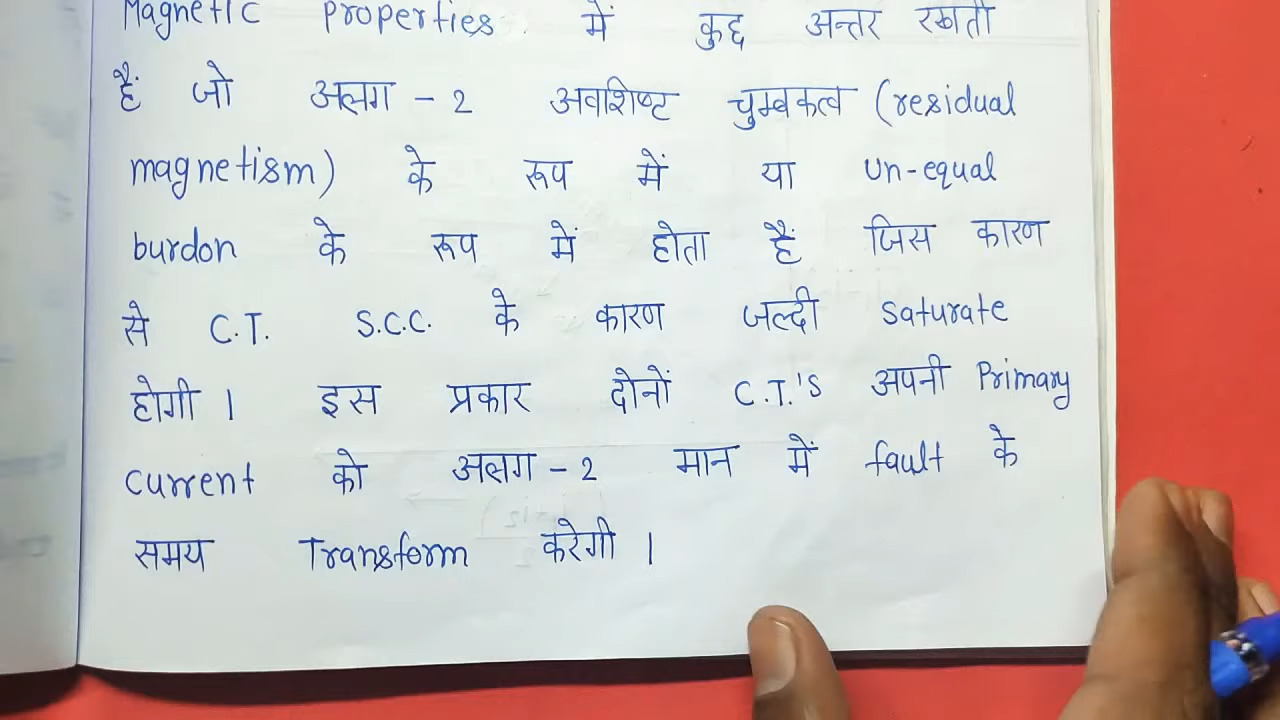 Magnetic properties. में कुछ अन्तर रखती
हैं जो अलग - 2 अवशिष्ट चुम्बकत्व (residual
magnetism) के रूप में या un-equal
burdon के रूप में होता हैं जिस कारण
से C.T. S.C.C. के कारण जल्दी saturate
होगी । इस प्रकार दोनों C.T.'S अपनी Primary
current को अलग - 2 मान में fault के
समय Transform करेगी ।